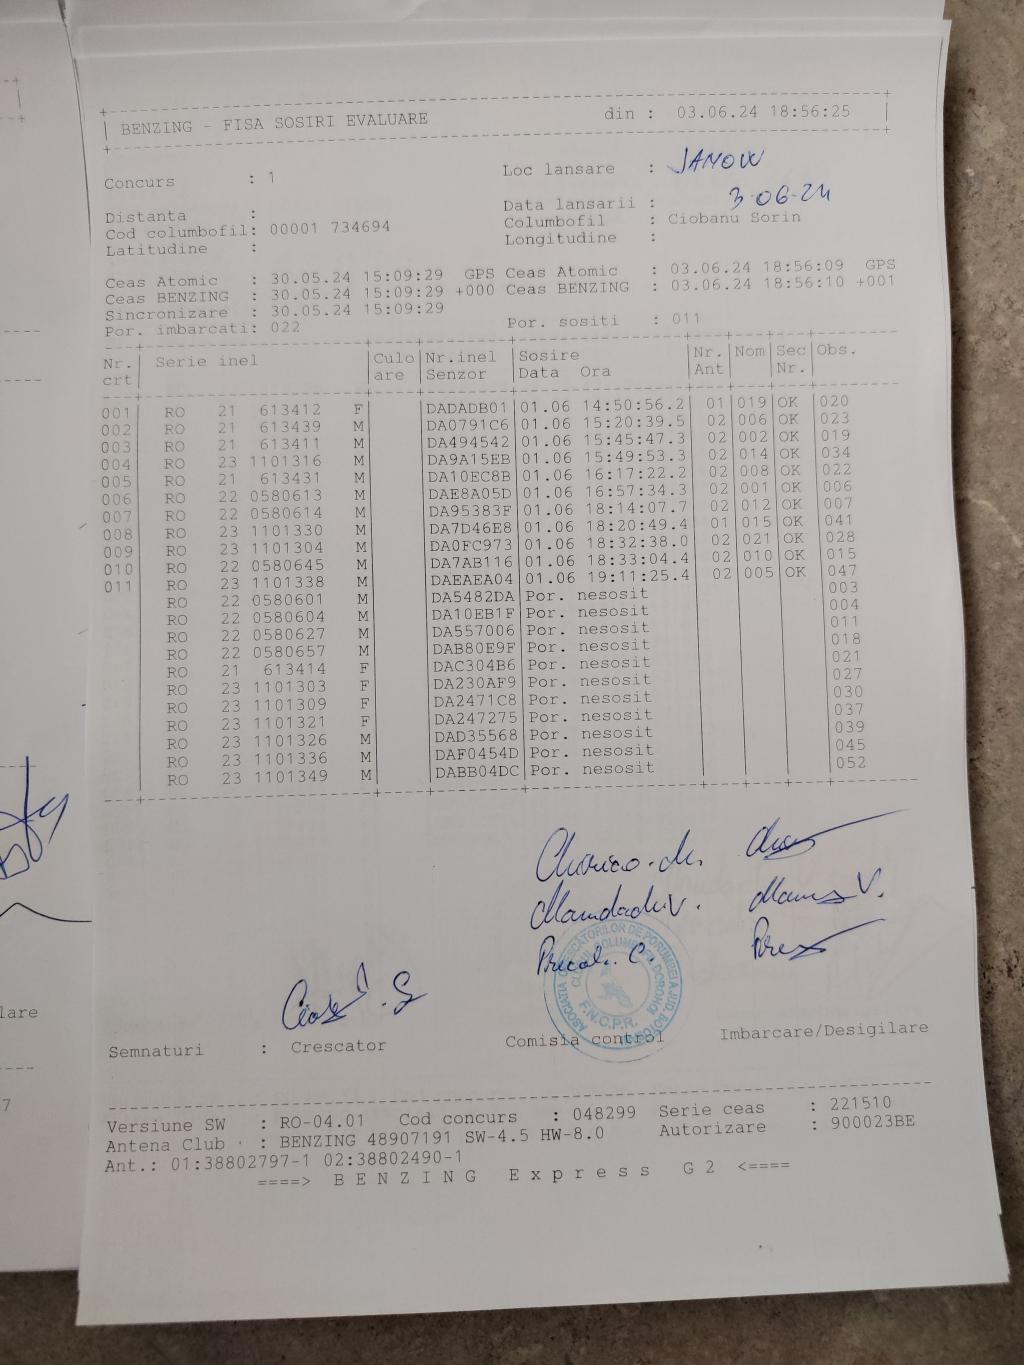 BENZING - FISA SOSIRI EVALUARE din : 03.06.24 18:56:25
Concurs : 1 Loc lansare : JANOW
Distanta : Data lansarii : 3-06-24
Cod columbofil: 00001 734694 Columbofil : Ciobanu Sorin
Latitudine : Longitudine :
Ceas Atomic : 30.05.24 15:09:29 GPS Ceas Atomic : 03.06.24 18:56:09 GPS
Ceas BENZING : 30.05.24 15:09:29 +000 Ceas BENZING : 03.06.24 18:56:10 +001
Sincronizare : 30.05.24 15:09:29
Por. imbarcati: 022 Por. sositi : 011
Nr. Serie inel Culo Nr.inel Sosire Nr. Nom Sec Obs.
crt are Senzor Data Ora Ant Nr.
001 RO 21 613412 F DADADB01 01.06 14:50:56.2 01 019 OK 020
002 RO 21 613439 M DA0791C6 01.06 15:20:39.5 02 006 OK 023
003 RO 21 613411 M DA494542 01.06 15:45:47.3 02 002 OK 019
004 RO 23 1101316 M DA9A15EB 01.06 15:49:53.3 02 014 OK 034
005 RO 21 613431 M DA10EC8B 01.06 16:17:22.2 02 008 OK 022
006 RO 22 0580613 M DAE8A05D 01.06 16:57:34.3 02 001 OK 006
007 RO 22 0580614 M DA95383F 01.06 18:14:07.7 02 012 OK 007
008 RO 23 1101330 M DA7D46E8 01.06 18:20:49.4 01 015 OK 041
009 RO 23 1101304 M DA0FC973 01.06 18:32:38.0 02 021 OK 028
010 RO 22 0580645 M DA7AB116 01.06 18:33:04.4 02 010 OK 015
011 RO 23 1101338 M DAEAEA04 01.06 19:11:25.4 02 005 OK 047
RO 22 0580601 M DA5482DA Por. nesosit 003
RO 22 0580604 M DA10EB1F Por. nesosit 004
RO 22 0580627 M DA557006 Por. nesosit 011
RO 22 0580657 M DAB80E9F Por. nesosit 018
RO 21 613414 F DAC304B6 Por. nesosit 021
RO 23 1101303 F DA230AF9 Por. nesosit 027
RO 23 1101309 F DA2471C8 Por. nesosit 030
RO 23 1101321 F DA247275 Por. nesosit 037
RO 23 1101326 M DAD35568 Por. nesosit 039
RO 23 1101336 M DAF0454D Por. nesosit 045
RO 23 1101349 M DABB04DC Por. nesosit 052
ASOCIATIA CRESCATORILOR DE PORUMBEI A JUD. BOTOSANI
CLUBUL COLUMBOFIL DOROHOI
F.N.C.P.R.
Semnaturi : Crescator Comisia control Imbarcare/Desigilare
Versiune SW : RO-04.01 Cod concurs : 048299 Serie ceas : 221510
Antena Club : BENZING 48907191 SW-4.5 HW-8.0 Autorizare : 900023BE
Ant.: 01:38802797-1 02:38802490-1
====> BENZING Express G2 <====
lare
7